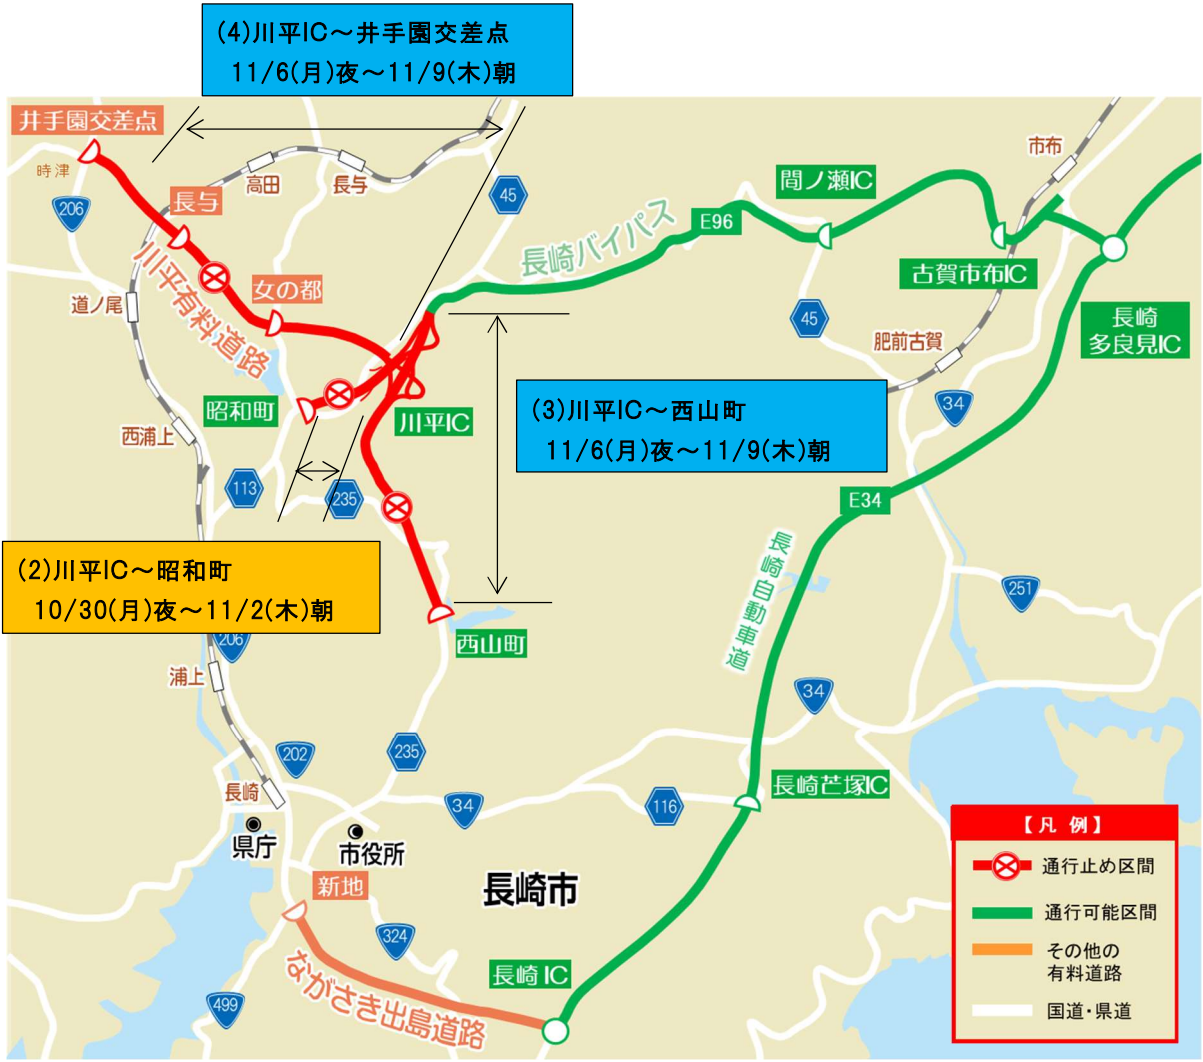 (4)川平IC～井手園交差点
11/6(月)夜～11/9(木)朝
井手園交差点
時津
206
長与
高田
長与
45
市布
間ノ瀬IC
E96
長崎バイパス
古賀市布IC
川平有料道路
女の都
道ノ尾
45
肥前古賀
長崎
多良見IC
昭和町
川平IC
(3)川平IC～西山町
11/6(月)夜～11/9(木)朝
34
西浦上
113
235
E34
(2)川平IC～昭和町
10/30(月)夜～11/2(木)朝
長崎自動車道
251
206
西山町
浦上
34
202
235
長崎
34
116
長崎芒塚IC
県庁
市役所
新地
長崎市
324
長崎IC
ながさき出島道路
499
【凡 例】
通行止め区間
通行可能区間
その他の
有料道路
国道・県道